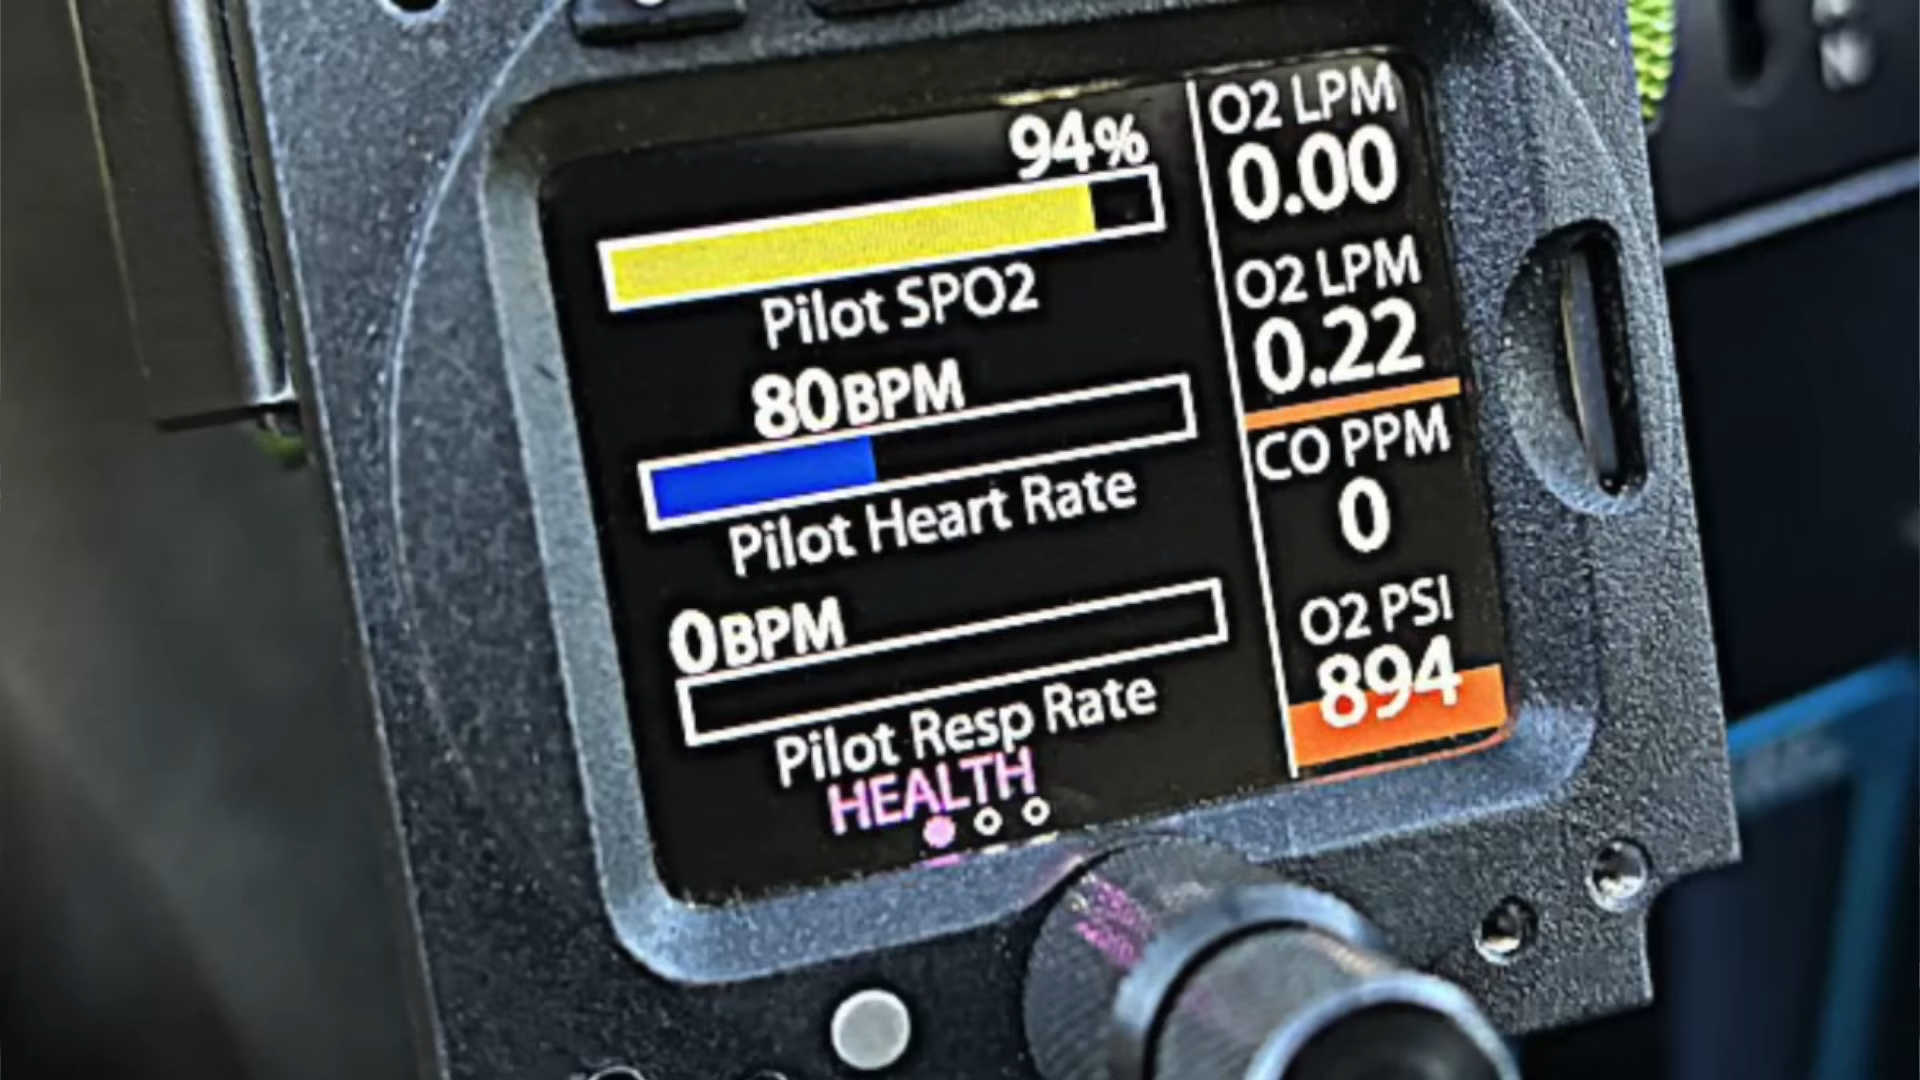 94%
Pilot SPO2
80BPM
Pilot Heart Rate
0BPM
Pilot Resp Rate
HEALTH
O2 LPM
0.00
O2 LPM
0.22
CO PPM
0
O2 PSI
894